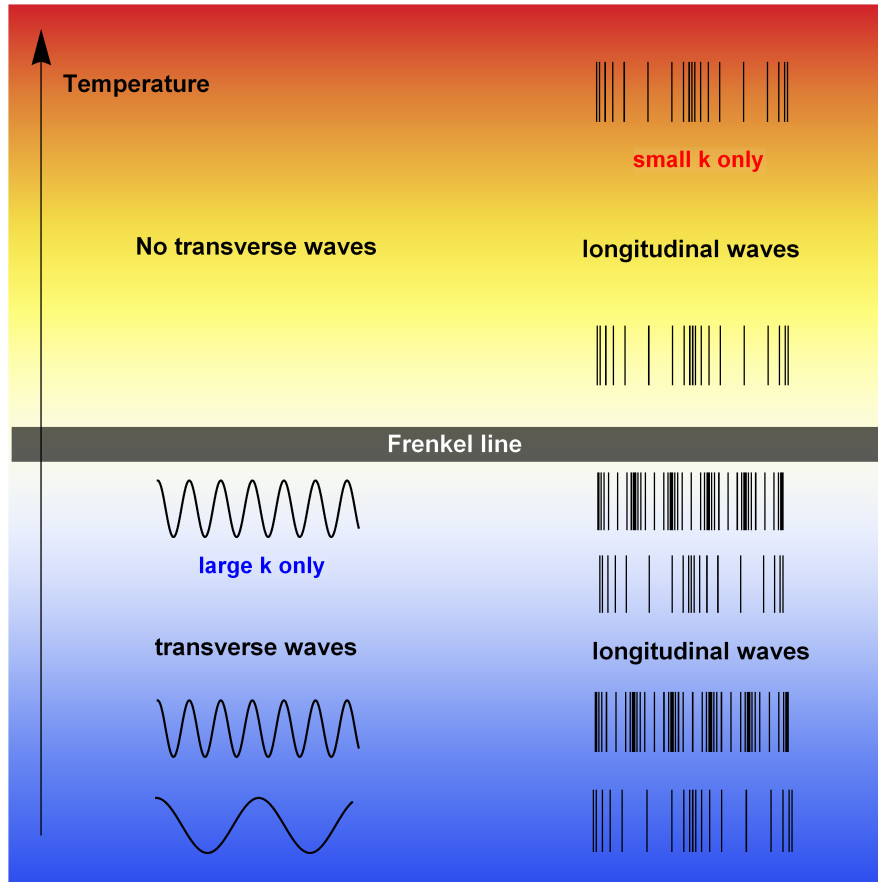 Temperature
small k only
No transverse waves
longitudinal waves
Frenkel line
large k only
transverse waves
longitudinal waves